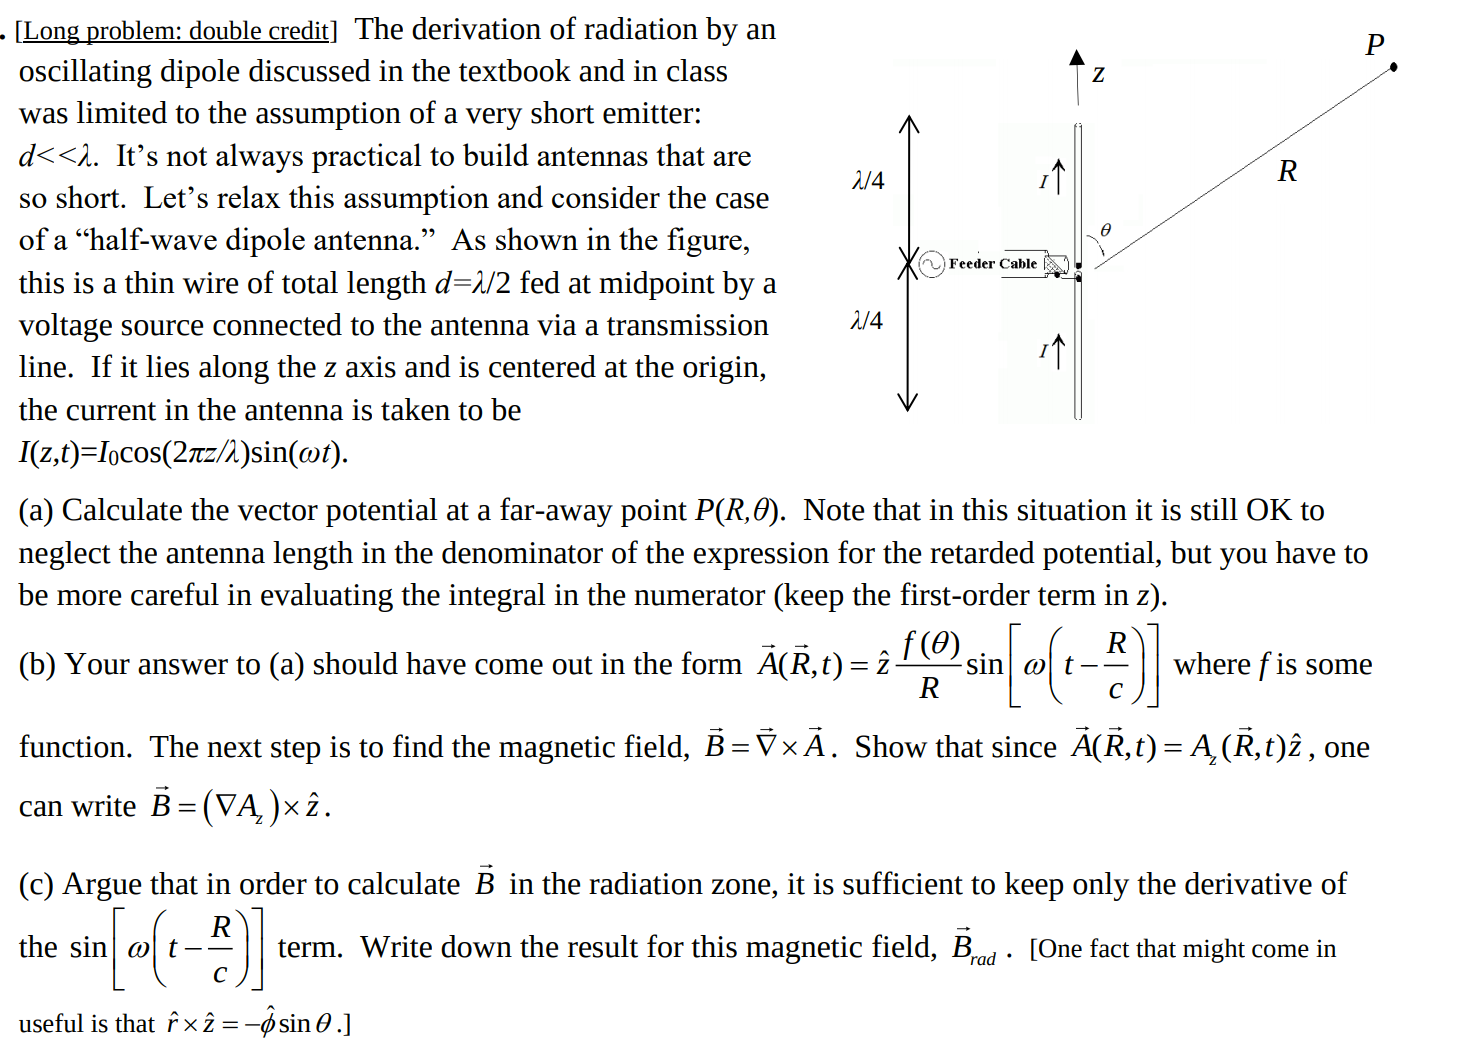 . [Long problem: double credit] The derivation of radiation by an
oscillating dipole discussed in the textbook and in class
was limited to the assumption of a very short emitter:
d<<λ. It’s not always practical to build antennas that are
so short. Let’s relax this assumption and consider the case
of a “half-wave dipole antenna.” As shown in the figure,
this is a thin wire of total length d=λ/2 fed at midpoint by a
voltage source connected to the antenna via a transmission
line. If it lies along the z axis and is centered at the origin,
the current in the antenna is taken to be
I(z,t)=I₀cos(2πz/λ)sin(ωt).
P
z
λ/4
I
R
θ
Feeder Cable
λ/4
I
(a) Calculate the vector potential at a far-away point P(R,θ). Note that in this situation it is still OK to
neglect the antenna length in the denominator of the expression for the retarded potential, but you have to
be more careful in evaluating the integral in the numerator (keep the first-order term in z).
(b) Your answer to (a) should have come out in the form $\vec{A}(\vec{R},t) = \hat{z}\frac{f(\theta)}{R}\sin\left[\omega\left(t-\frac{R}{c}\right)\right]$ where f is some
function. The next step is to find the magnetic field, $\vec{B} = \vec{\nabla}\times\vec{A}$. Show that since $\vec{A}(\vec{R},t) = A_z(\vec{R},t)\hat{z}$, one
can write $\vec{B} = (\nabla A_z)\times\hat{z}$.
(c) Argue that in order to calculate $\vec{B}$ in the radiation zone, it is sufficient to keep only the derivative of
the $\sin\left[\omega\left(t-\frac{R}{c}\right)\right]$ term. Write down the result for this magnetic field, $\vec{B}_{rad}$. [One fact that might come in
useful is that $\hat{r}\times\hat{z} = -\hat{\phi}\sin\theta$.]